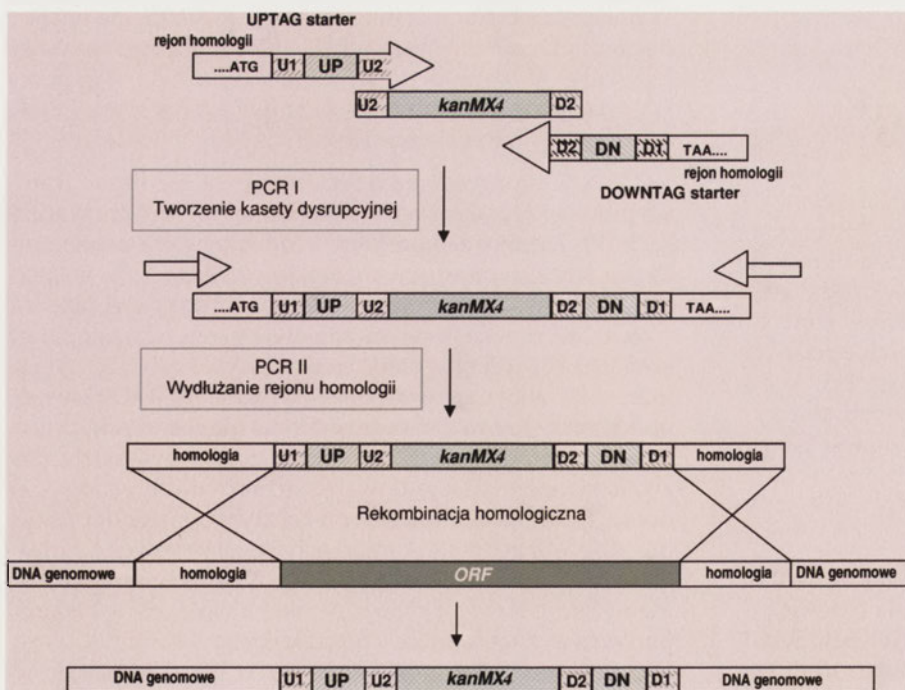 UPTAG starter
rejon homologii
....ATG U1 UP U2
U2 kanMX4 D2
D2 DN D1 TAA....
rejon homologii
DOWNTAG starter
PCR I
Tworzenie kasety dysrupcyjnej
....ATG U1 UP U2 kanMX4 D2 DN D1 TAA....
PCR II
Wydłużanie rejonu homologii
homologia U1 UP U2 kanMX4 D2 DN D1 homologia
Rekombinacja homologiczna
DNA genomowe homologia ORF homologia DNA genomowe
DNA genomowe U1 UP U2 kanMX4 D2 DN D1 DNA genomowe